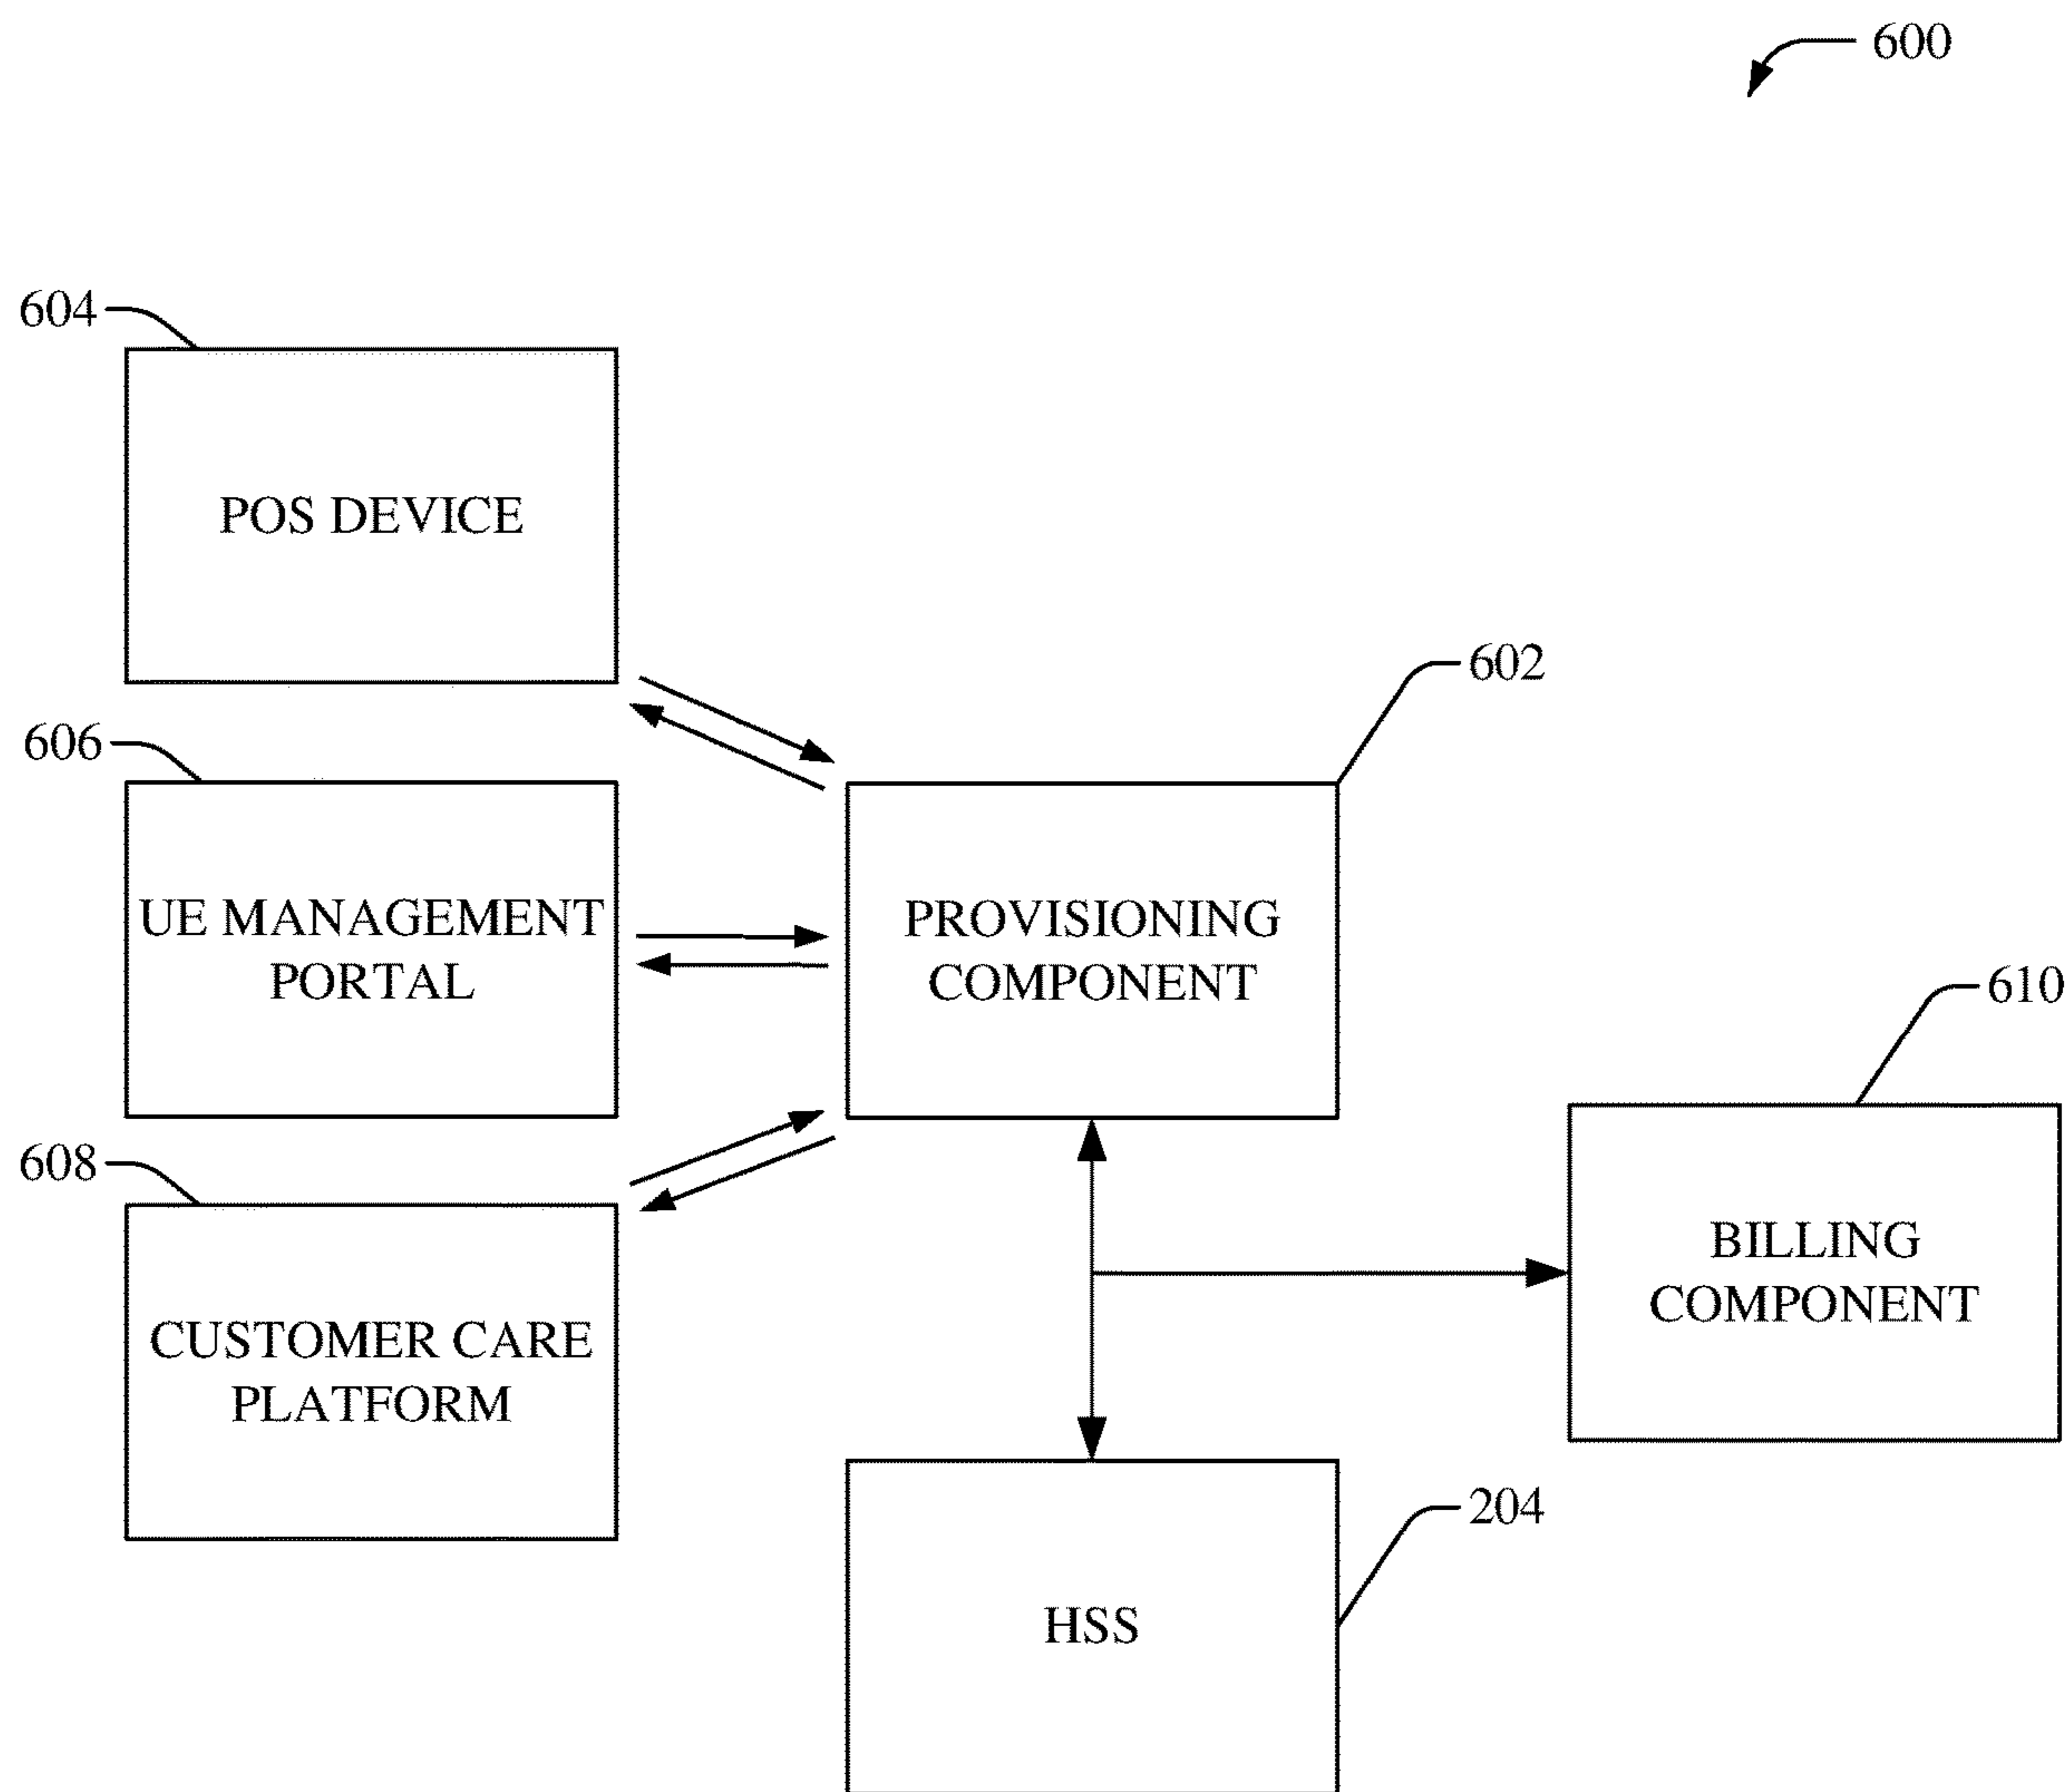 600
604
POS DEVICE
602
606
UE MANAGEMENT
PORTAL
PROVISIONING
COMPONENT
610
608
CUSTOMER CARE
PLATFORM
BILLING
COMPONENT
204
HSS